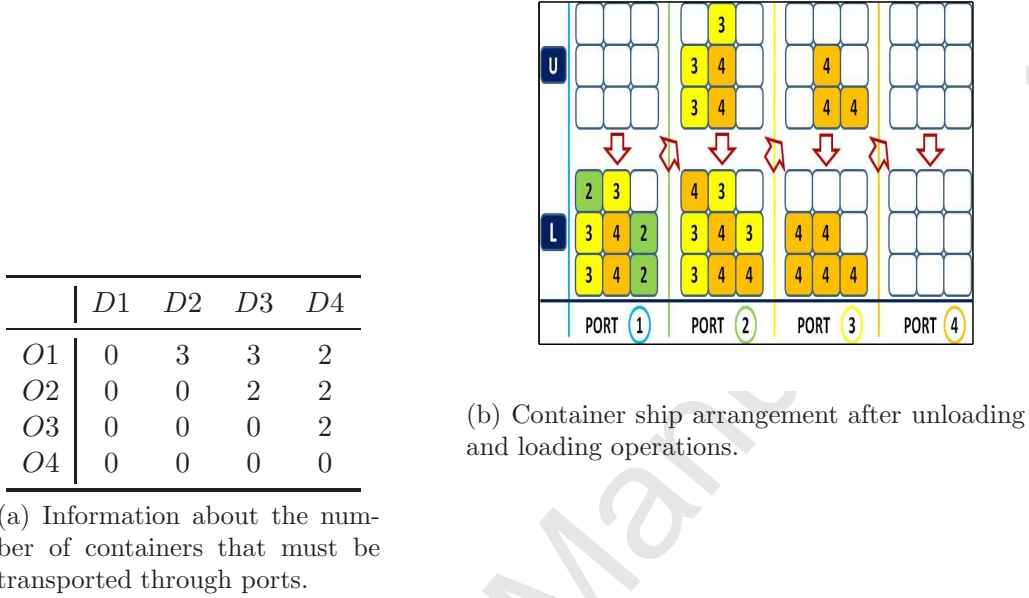 3
U 3 4 4
3 4 4 4
2 3 4 3
L 3 4 2 3 4 3 4 4
3 4 2 3 4 4 4 4 4
PORT 1 PORT 2 PORT 3 PORT 4
D1 D2 D3 D4
O1 0 3 3 2
O2 0 0 2 2
O3 0 0 0 2
O4 0 0 0 0
(a) Information about the num-
ber of containers that must be
transported through ports.
(b) Container ship arrangement after unloading
and loading operations.
Man